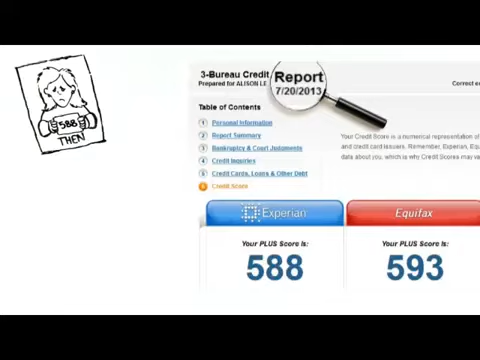 588
THEN
3-Bureau Credit Report
Prepared for ALISON LE 7/20/2013
Correct
Table of Contents
1 Personal Information
2 Report Summary
3 Bankruptcy & Court Judgments
4 Credit Inquiries
5 Credit Cards, Loans & Other Debt
6 Credit Score
Your Credit Score is a numerical representation of
and credit card issuers. Remember, Experian, Equ
data about you, which is why Credit Scores may va
Experian
Equifax
Your PLUS Score Is:
588
Your PLUS Score Is:
593